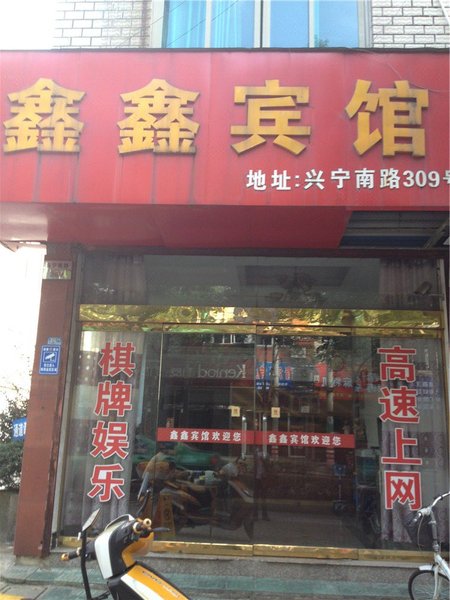 鑫鑫宾馆
地址:兴宁南路309号
棋牌娱乐
高速上网
鑫鑫宾馆欢迎您
鑫鑫宾馆欢迎您